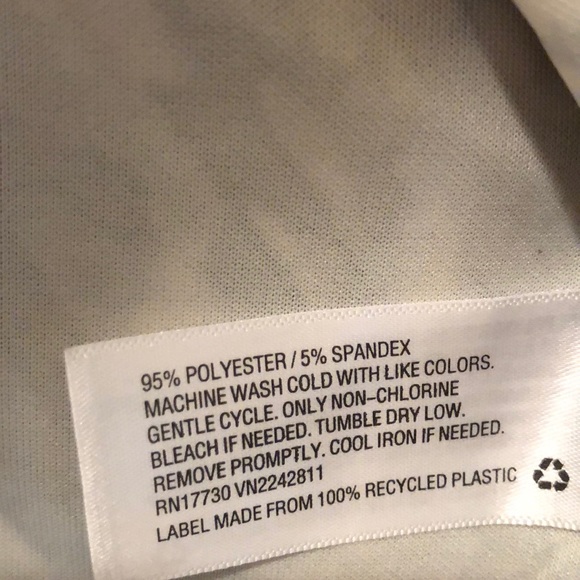 95% POLYESTER / 5% SPANDEX
MACHINE WASH COLD WITH LIKE COLORS.
GENTLE CYCLE. ONLY NON-CHLORINE
BLEACH IF NEEDED. TUMBLE DRY LOW.
REMOVE PROMPTLY. COOL IRON IF NEEDED.
RN17730 VN2242811
LABEL MADE FROM 100% RECYCLED PLASTIC